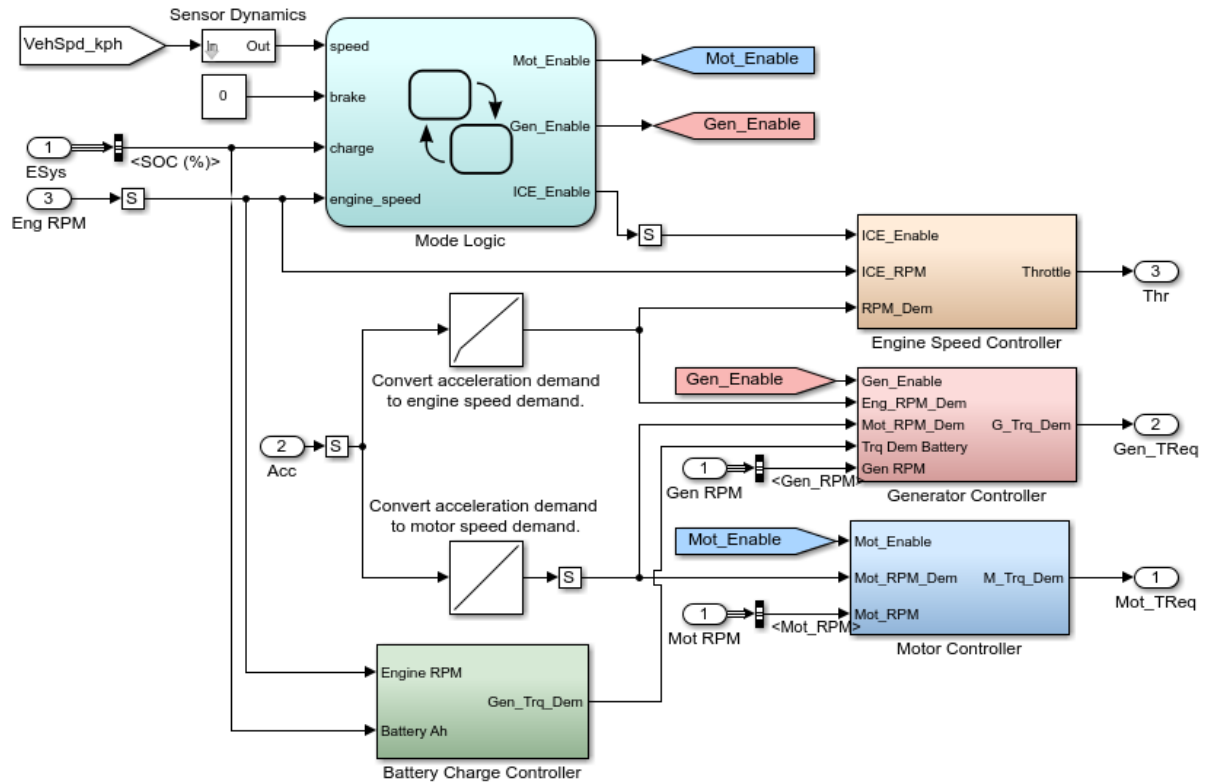 Sensor Dynamics
VehSpd_kph
In
Out
speed
Mot_Enable
Mot_Enable
0
brake
Gen_Enable
Gen_Enable
1
<SOC (%)>
charge
ESys
3
S
engine_speed
ICE_Enable
Eng RPM
Mode Logic
S
ICE_Enable
ICE_RPM
Throttle
3
Thr
RPM_Dem
Engine Speed Controller
Convert acceleration demand
to engine speed demand.
Gen_Enable
Gen_Enable
Eng_RPM_Dem
Mot_RPM_Dem
G_Trq_Dem
2
Gen_TReq
2
S
Acc
Trq Dem Battery
1
Gen RPM
Gen RPM
<Gen_RPM>
Generator Controller
Convert acceleration demand
to motor speed demand.
Mot_Enable
Mot_Enable
S
Mot_RPM_Dem
M_Trq_Dem
1
Mot_TReq
1
Mot RPM
<Mot_RPM>
Mot_RPM
Motor Controller
Engine RPM
Gen_Trq_Dem
Battery Ah
Battery Charge Controller